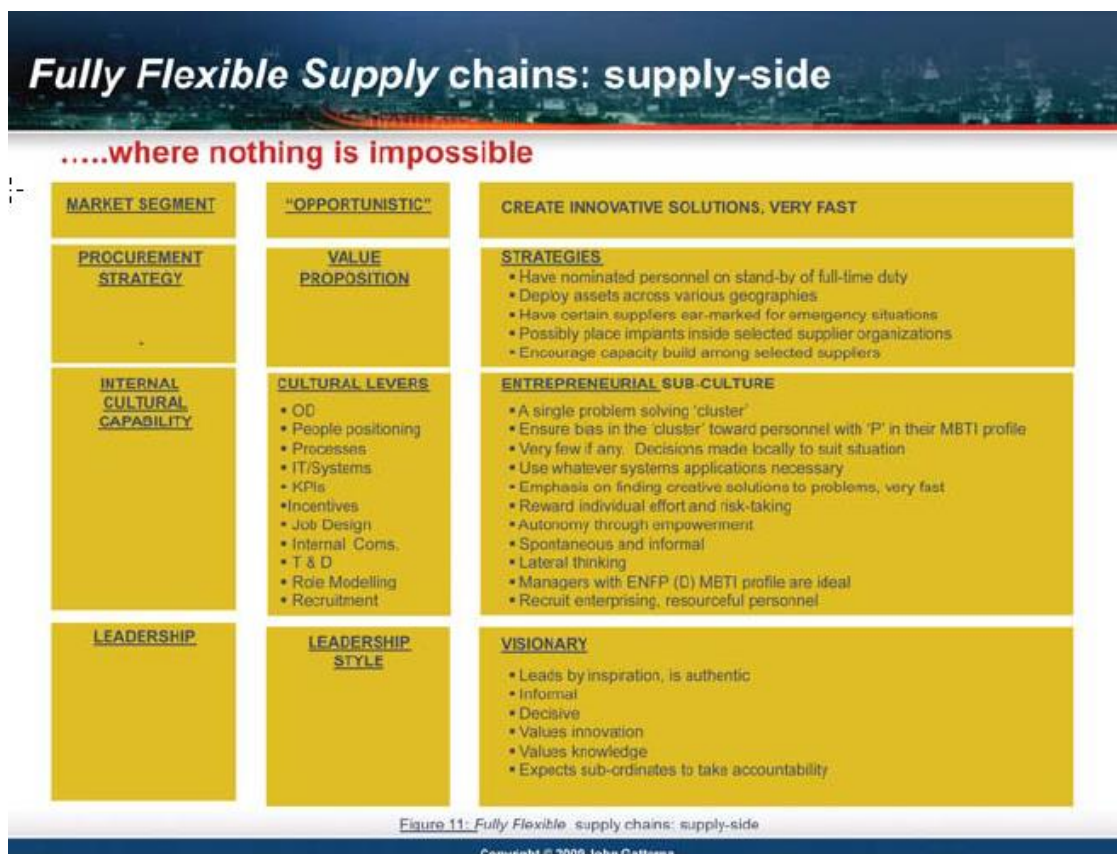 Fully Flexible Supply chains: supply-side
.....where nothing is impossible
MARKET SEGMENT
"OPPORTUNISTIC"
CREATE INNOVATIVE SOLUTIONS, VERY FAST
PROCUREMENT
STRATEGY
VALUE
PROPOSITION
STRATEGIES
▪ Have nominated personnel on stand-by of full-time duty
▪ Deploy assets across various geographies
▪ Have certain suppliers ear-marked for emergency situations
▪ Possibly place implants inside selected supplier organizations
▪ Encourage capacity build among selected suppliers
INTERNAL
CULTURAL
CAPABILITY
CULTURAL LEVERS
▪ OD
▪ People positioning
▪ Processes
▪ IT/Systems
▪ KPIs
▪Incentives
▪ Job Design
▪ Internal Coms.
▪ T & D
▪ Role Modelling
▪ Recruitment
ENTREPRENEURIAL SUB-CULTURE
▪ A single problem solving 'cluster'
▪ Ensure bias in the 'cluster' toward personnel with 'P' in their MBTI profile
▪ Very few if any. Decisions made locally to suit situation
▪ Use whatever systems applications necessary
▪ Emphasis on finding creative solutions to problems, very fast
▪ Reward individual effort and risk-taking
▪ Autonomy through empowerment
▪ Spontaneous and informal
▪ Lateral thinking
▪ Managers with ENFP (D) MBTI profile are ideal
▪ Recruit enterprising, resourceful personnel
LEADERSHIP
LEADERSHIP
STYLE
VISIONARY
▪ Leads by inspiration, is authentic
▪ Informal
▪ Decisive
▪ Values innovation
▪ Values knowledge
▪ Expects sub-ordinates to take accountability
Figure 11: Fully Flexible supply chains: supply-side
Copyright © 2009 John Gattorna